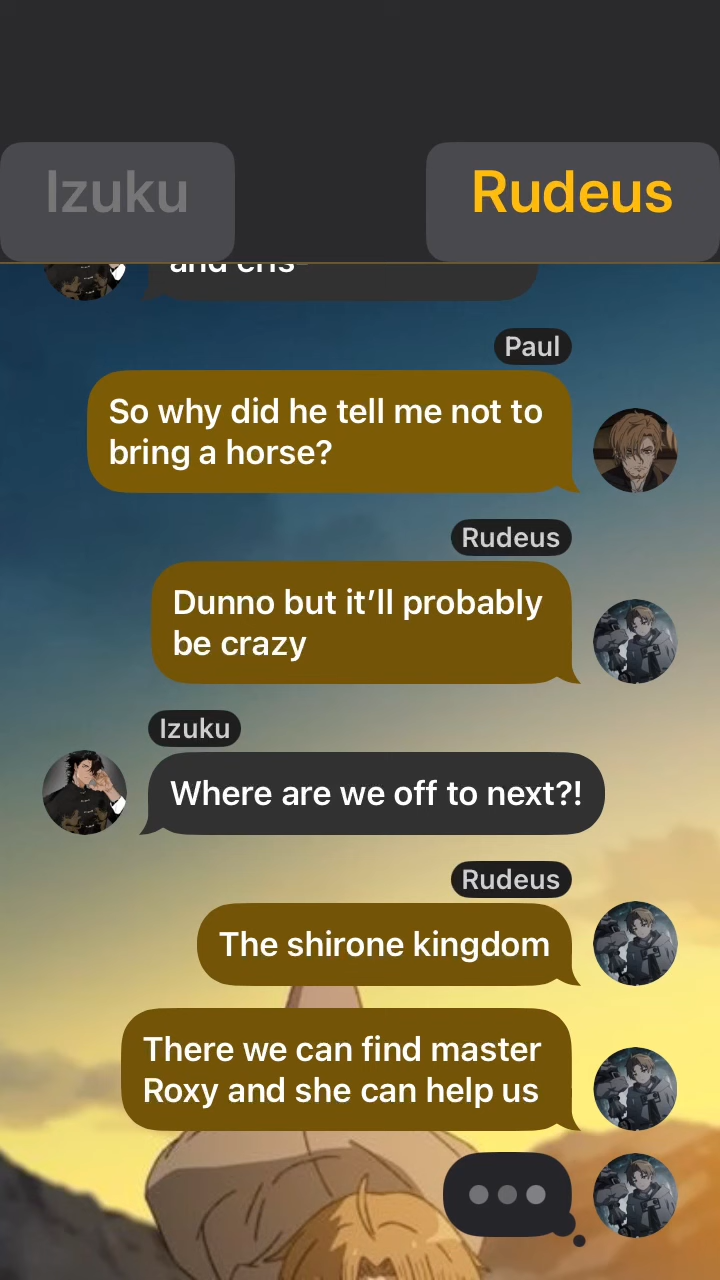 Izuku
Rudeus
and eris-
Paul
So why did he tell me not to
bring a horse?
Rudeus
Dunno but it’ll probably
be crazy
Izuku
Where are we off to next?!
Rudeus
The shirone kingdom
There we can find master
Roxy and she can help us